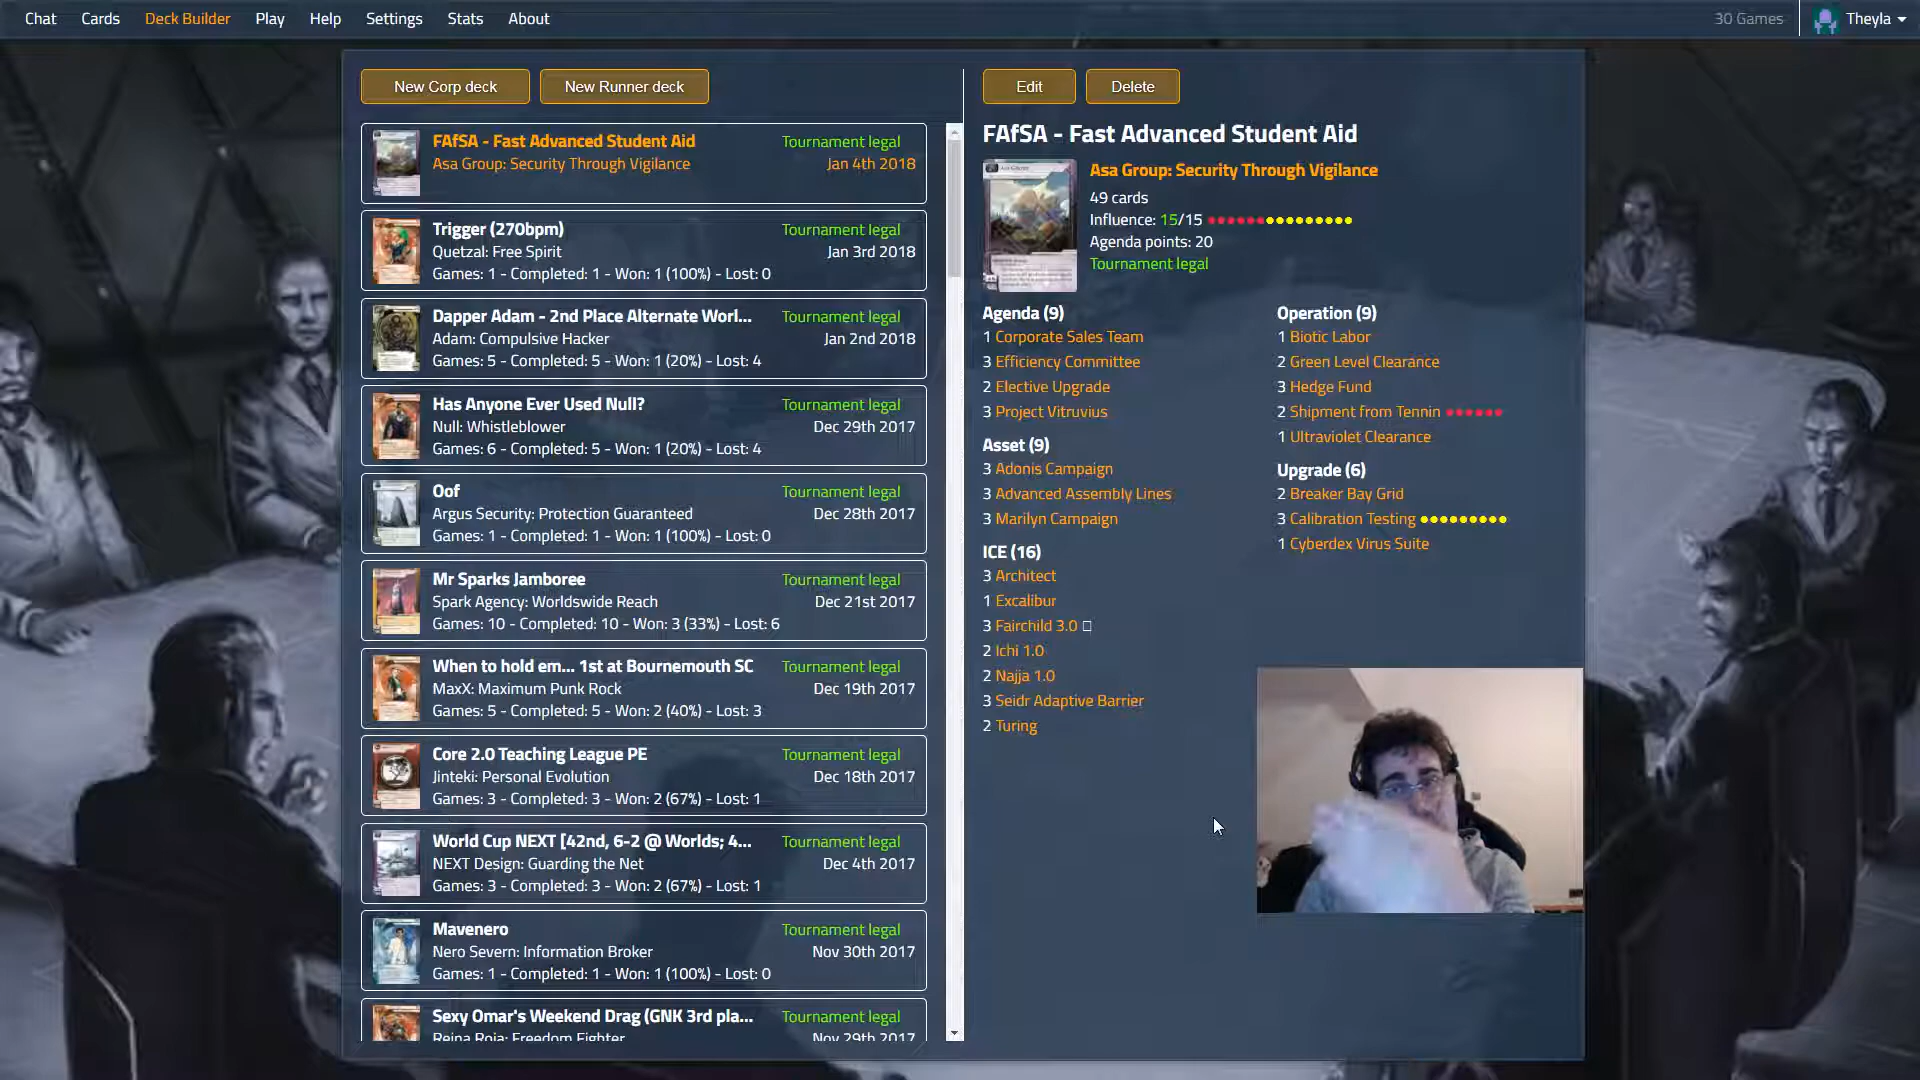 Chat Cards Deck Builder Play Help Settings Stats About 30 Games Theyla
New Corp deck New Runner deck
FAfSA - Fast Advanced Student Aid Tournament legal
Asa Group: Security Through Vigilance Jan 4th 2018
Trigger (270bpm) Tournament legal
Quetzal: Free Spirit Jan 3rd 2018
Games: 1 - Completed: 1 - Won: 1 (100%) - Lost: 0
Dapper Adam - 2nd Place Alternate Worl... Tournament legal
Adam: Compulsive Hacker Jan 2nd 2018
Games: 5 - Completed: 5 - Won: 1 (20%) - Lost: 4
Has Anyone Ever Used Null? Tournament legal
Null: Whistleblower Dec 29th 2017
Games: 6 - Completed: 5 - Won: 1 (20%) - Lost: 4
Oof Tournament legal
Argus Security: Protection Guaranteed Dec 28th 2017
Games: 1 - Completed: 1 - Won: 1 (100%) - Lost: 0
Mr Sparks Jamboree Tournament legal
Spark Agency: Worldwide Reach Dec 21st 2017
Games: 10 - Completed: 10 - Won: 3 (33%) - Lost: 6
When to hold em... 1st at Bournemouth SC Tournament legal
MaxX: Maximum Punk Rock Dec 19th 2017
Games: 5 - Completed: 5 - Won: 2 (40%) - Lost: 3
Core 2.0 Teaching League PE Tournament legal
Jinteki: Personal Evolution Dec 18th 2017
Games: 3 - Completed: 3 - Won: 2 (67%) - Lost: 1
World Cup NEXT [42nd, 6-2 @ Worlds; 4... Tournament legal
NEXT Design: Guarding the Net Dec 4th 2017
Games: 3 - Completed: 3 - Won: 2 (67%) - Lost: 1
Mavenero Tournament legal
Nero Severn: Information Broker Nov 30th 2017
Games: 1 - Completed: 1 - Won: 1 (100%) - Lost: 0
Sexy Omar's Weekend Drag (GNK 3rd pla... Tournament legal
Reina Roja: Freedom Fighter Nov 29th 2017
Edit Delete
FAfSA - Fast Advanced Student Aid
Asa Group: Security Through Vigilance
49 cards
Influence: 15/15
Agenda points: 20
Tournament legal
Agenda (9)
1 Corporate Sales Team
3 Efficiency Committee
2 Elective Upgrade
3 Project Vitruvius
Asset (9)
3 Adonis Campaign
3 Advanced Assembly Lines
3 Marilyn Campaign
ICE (16)
3 Architect
1 Excalibur
3 Fairchild 3.0
2 Ichi 1.0
2 Najja 1.0
3 Seidr Adaptive Barrier
2 Turing
Operation (9)
1 Biotic Labor
2 Green Level Clearance
3 Hedge Fund
2 Shipment from Tennin
1 Ultraviolet Clearance
Upgrade (6)
2 Breaker Bay Grid
3 Calibration Testing
1 Cyberdex Virus Suite